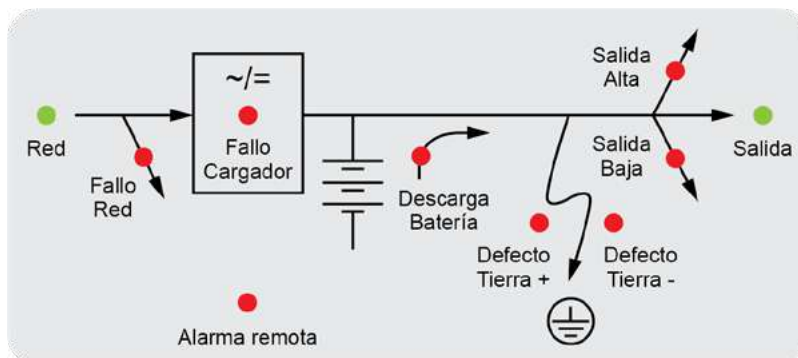 ~/=
Red
Fallo
Red
Fallo
Cargador
Descarga
Batería
Salida
Alta
Salida
Baja
Salida
Defecto
Tierra +
Defecto
Tierra -
Alarma remota